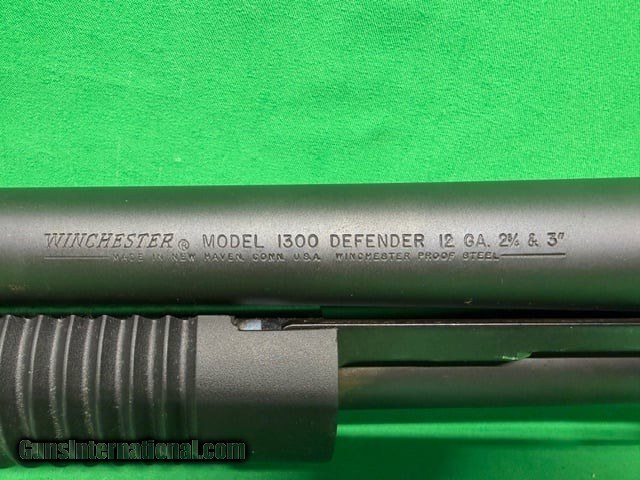 WINCHESTER® MODEL 1300 DEFENDER 12 GA. 2¾ & 3"
MADE IN NEW HAVEN, CONN. U.S.A. WINCHESTER PROOF STEEL
GunsInternational.com